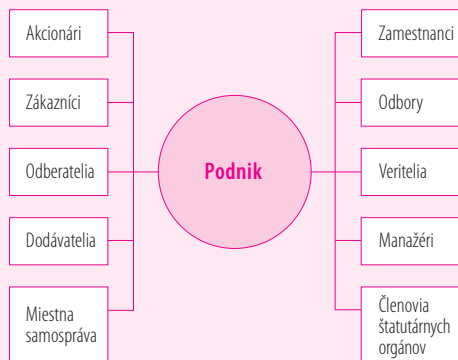 Akcionári
Zákazníci
Odberatelia
Dodávatelia
Miestna
samospráva
Podnik
Zamestnanci
Odbory
Veritelia
Manažéri
Členovia
štatutárnych
orgánov